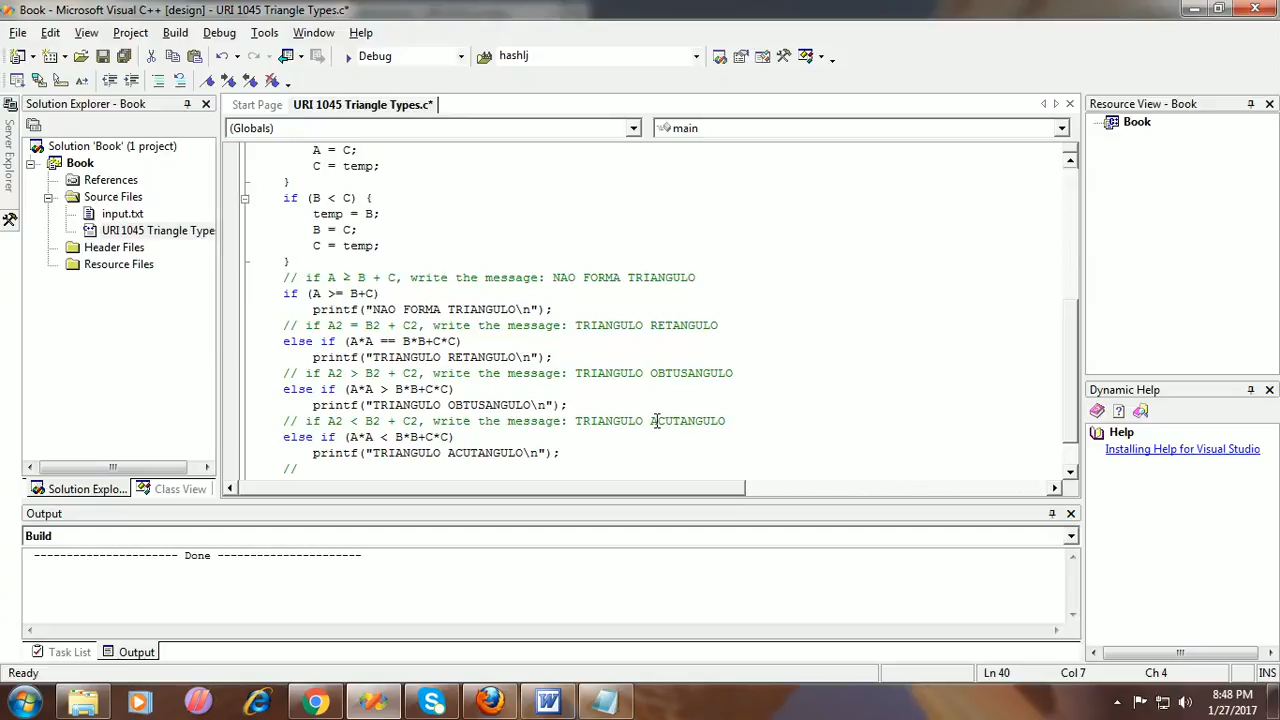 Book - Microsoft Visual C++ [design] - URI 1045 Triangle Types.c*
File Edit View Project Build Debug Tools Window Help
Debug hashlj
Solution Explorer - Book
Start Page URI 1045 Triangle Types.c*
Resource View - Book
(Globals) main
Server Explorer
Solution 'Book' (1 project)
Book
References
Source Files
input.txt
URI 1045 Triangle Type
Header Files
Resource Files
A = C;
C = temp;
}
if (B < C) {
temp = B;
B = C;
C = temp;
}
// if A ≥ B + C, write the message: NAO FORMA TRIANGULO
if (A >= B+C)
printf("NAO FORMA TRIANGULO\n");
// if A2 = B2 + C2, write the message: TRIANGULO RETANGULO
else if (A*A == B*B+C*C)
printf("TRIANGULO RETANGULO\n");
// if A2 > B2 + C2, write the message: TRIANGULO OBTUSANGULO
else if (A*A > B*B+C*C)
printf("TRIANGULO OBTUSANGULO\n");
// if A2 < B2 + C2, write the message: TRIANGULO ACUTANGULO
else if (A*A < B*B+C*C)
printf("TRIANGULO ACUTANGULO\n");
//
Book
Dynamic Help
Help
Installing Help for Visual Studio
Solution Explo... Class View
Output
Build
---------------------- Done ----------------------
Task List Output
Ready Ln 40 Col 7 Ch 4 INS
8:48 PM
1/27/2017